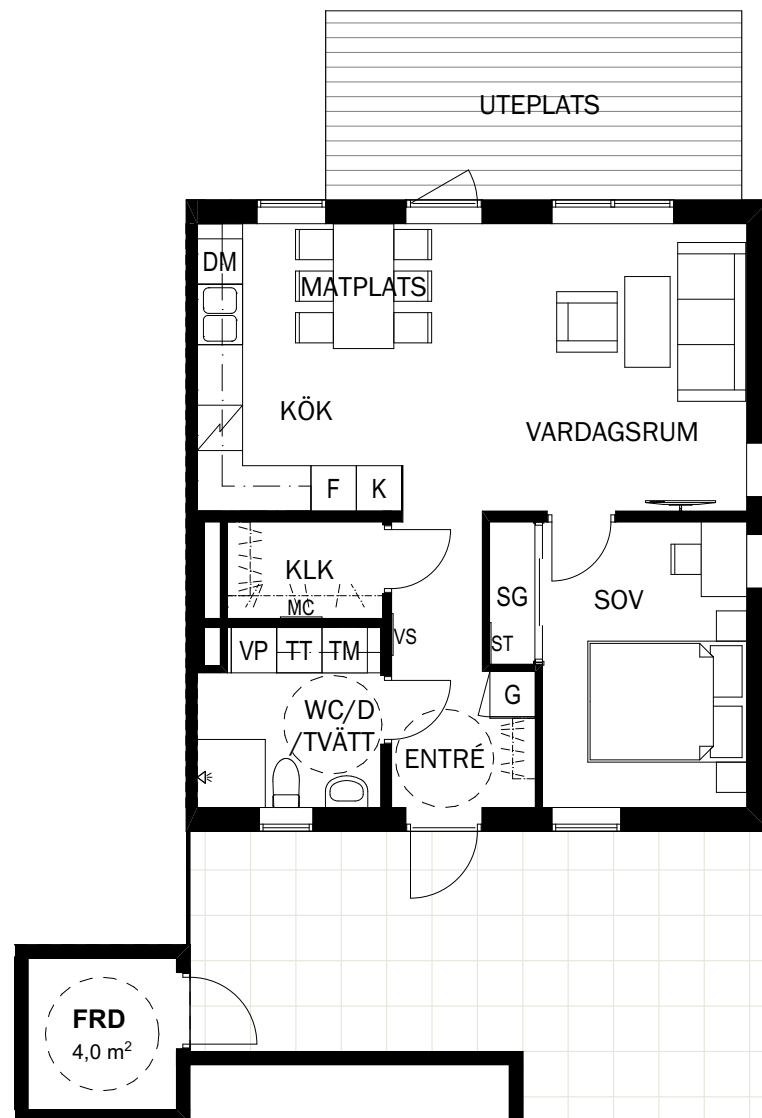 UTEPLATS
DM
MATPLATS
KÖK
VARDAGSRUM
F K
KLK
MC
SG
SOV
VS
ST
VP TT TM
G
WC/D
/TVÄTT
ENTRÉ
FRD
4,0 m²